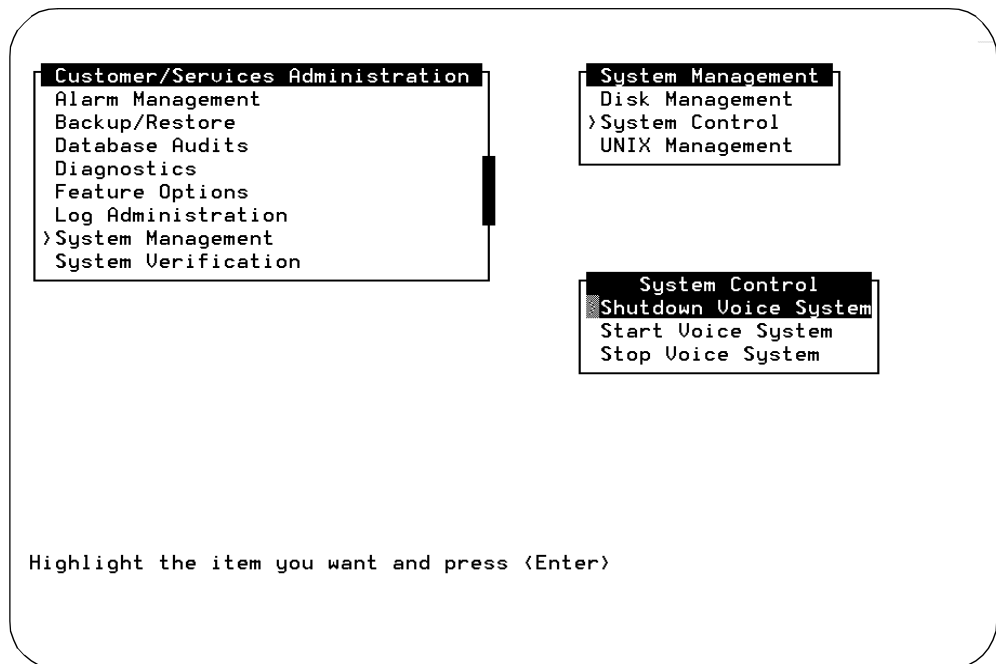 Customer/Services Administration
Alarm Management
Backup/Restore
Database Audits
Diagnostics
Feature Options
Log Administration
>System Management
System Verification
System Management
Disk Management
>System Control
UNIX Management
System Control
>Shutdown Voice System
Start Voice System
Stop Voice System
Highlight the item you want and press <Enter>